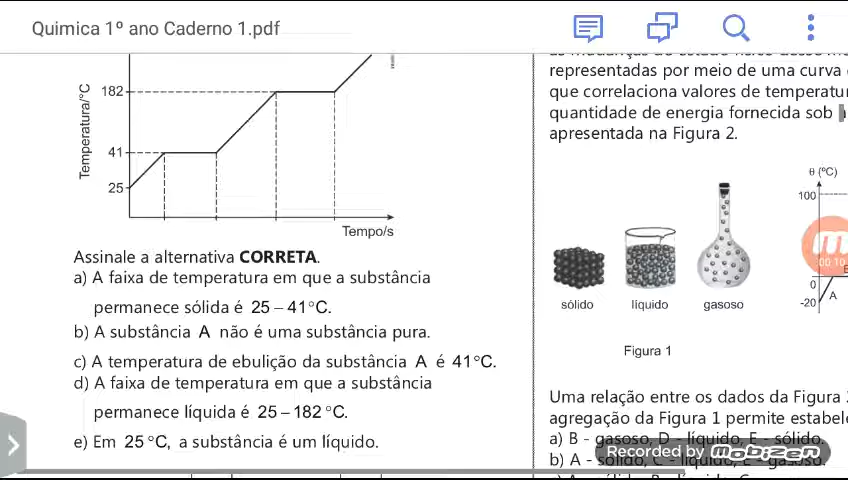 Quimica 1º ano Caderno 1.pdf
Temperatura/°C
182
41
25
Tempo/s
Assinale a alternativa CORRETA.
a) A faixa de temperatura em que a substância
permanece sólida é 25 – 41°C.
b) A substância A não é uma substância pura.
c) A temperatura de ebulição da substância A é 41°C.
d) A faixa de temperatura em que a substância
permanece líquida é 25 – 182 °C.
e) Em 25 °C, a substância é um líquido.
representadas por meio de uma curva
que correlaciona valores de
quantidade de energia fornecida sob
apresentada na Figura 2.
θ (°C)
100
0
-20
A
00:10
sólido líquido gasoso
Figura 1
Uma relação entre os dados da Figura
agregação da Figura 1 permite
a) B - gasoso, D - líquido, E - sólido.
b) A - sólido, C - líquido, E - gasoso.
Recorded by Mobizen